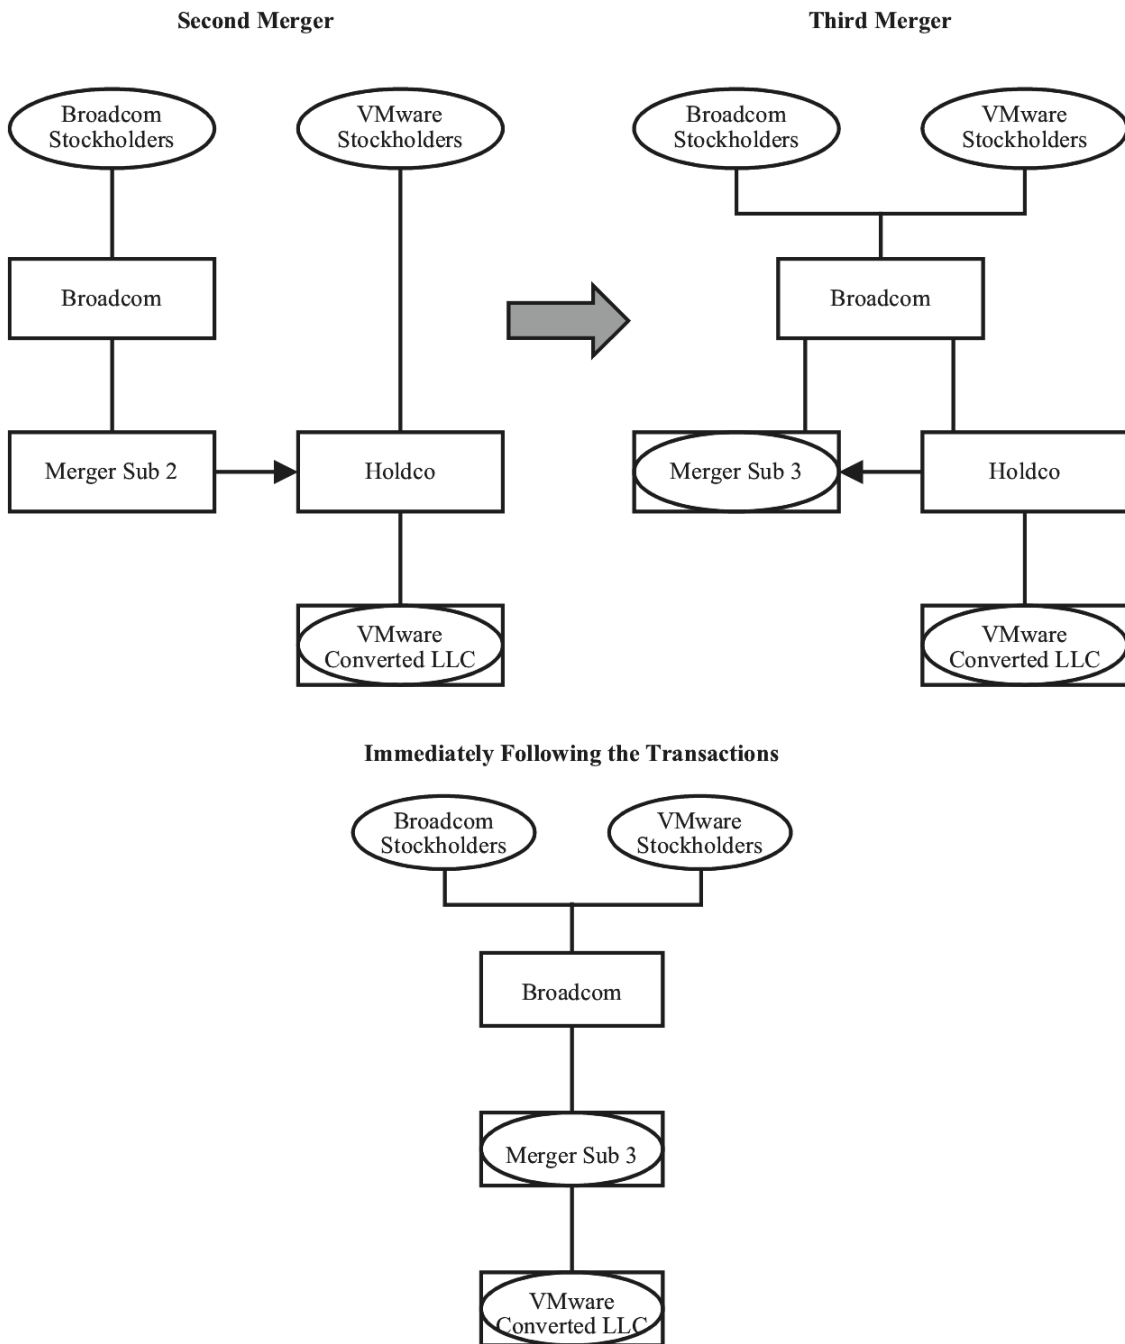 Second Merger
Broadcom
Stockholders
VMware
Stockholders
Broadcom
Merger Sub 2
Holdco
VMware
Converted LLC
Third Merger
Broadcom
Stockholders
VMware
Stockholders
Broadcom
Merger Sub 3
Holdco
VMware
Converted LLC
Immediately Following the Transactions
Broadcom
Stockholders
VMware
Stockholders
Broadcom
Merger Sub 3
VMware
Converted LLC